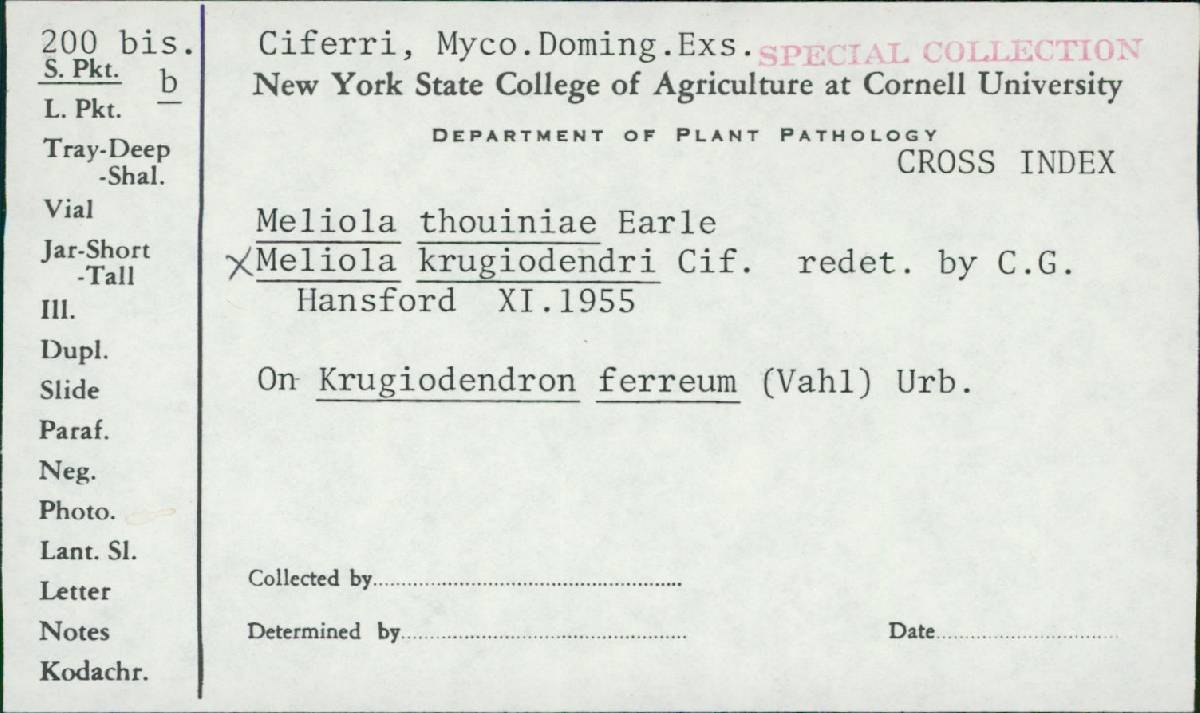 200 bis.
Ciferri, Myco.Doming.Exs. SPECIAL COLLECTION
S. Pkt. b
New York State College of Agriculture at Cornell University
L. Pkt.
DEPARTMENT OF PLANT PATHOLOGY
Tray-Deep
CROSS INDEX
-Shal.
Vial
Meliola thouiniae Earle
Jar-Short
XMeliola krugiodendri Cif. redet. by C.G.
-Tall
Hansford XI.1955
Ill.
Dupl.
On Krugiodendron ferreum (Vahl) Urb.
Slide
Paraf.
Neg.
Photo.
Lant. Sl.
Collected by
Letter
Notes
Determined by Date
Kodachr.